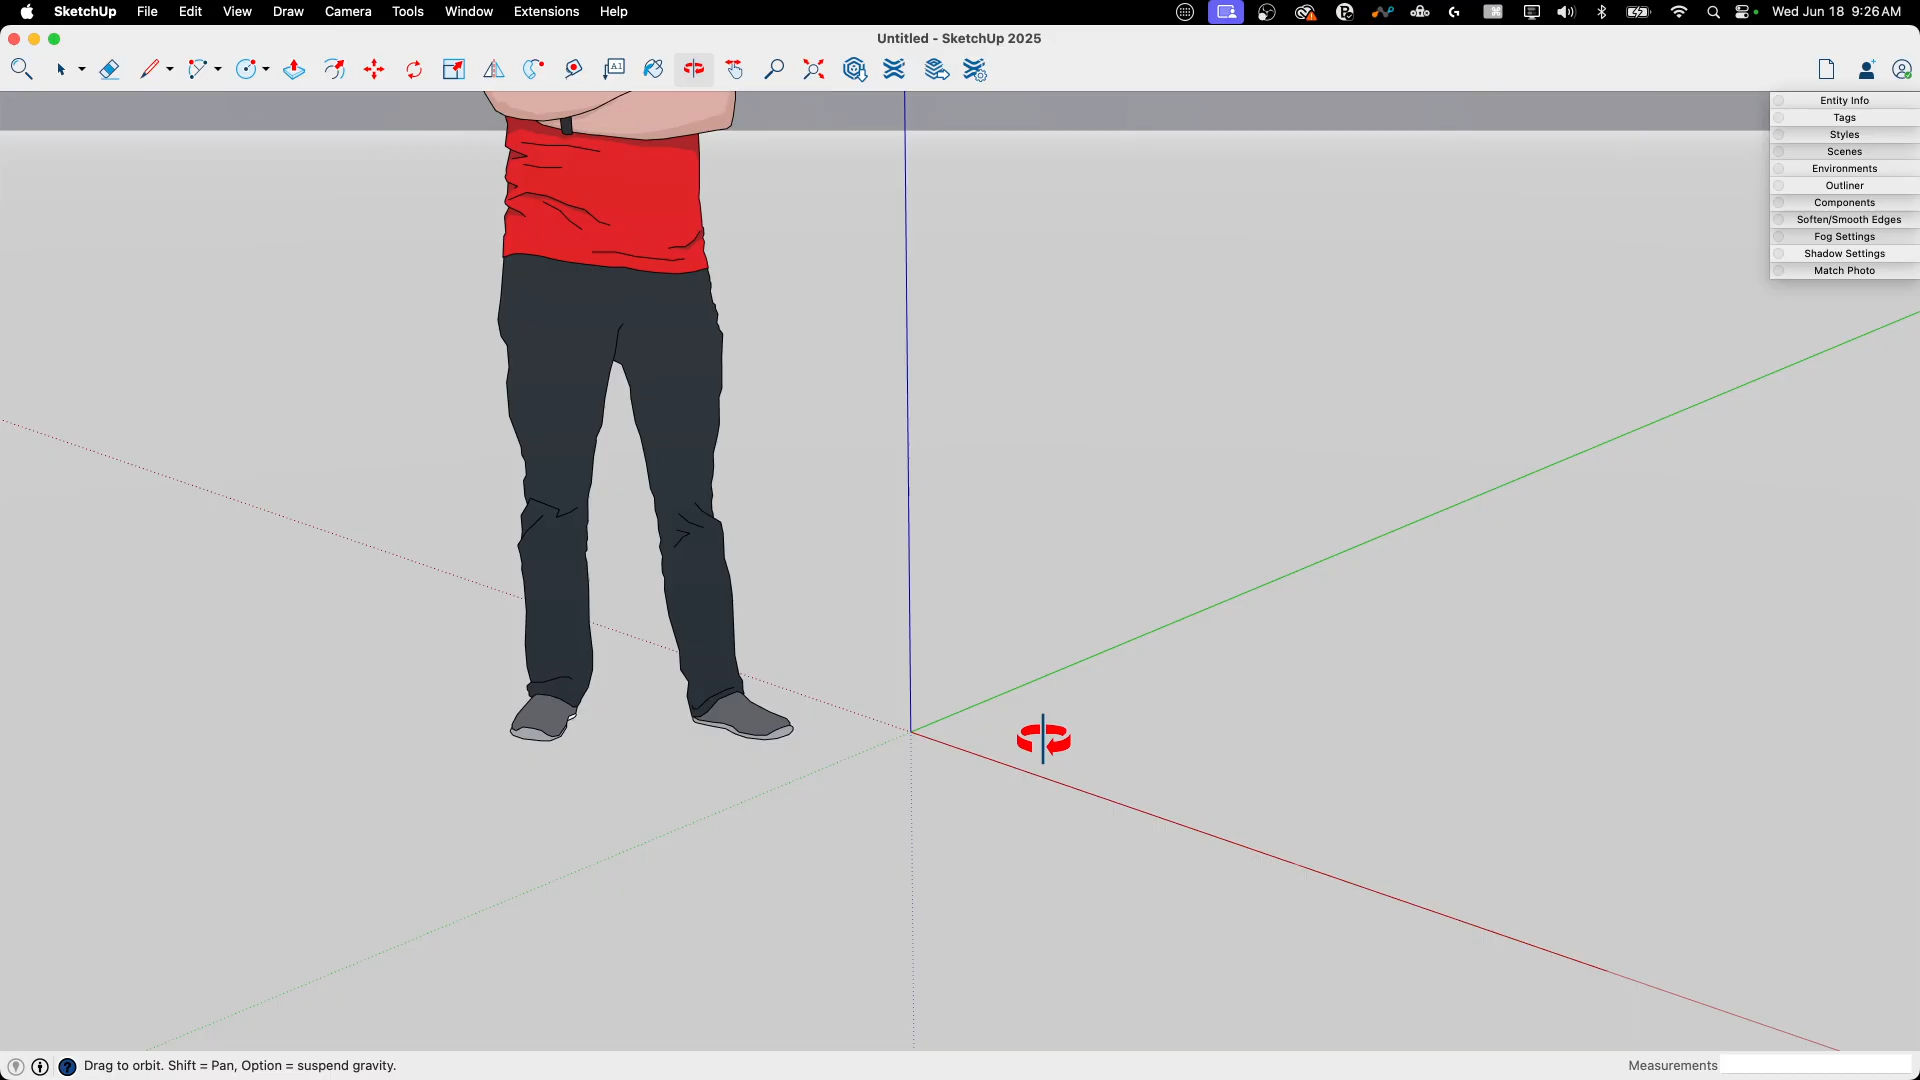 SketchUp File Edit View Draw Camera Tools Window Extensions Help Wed Jun 18 9:26 AM
Untitled - SketchUp 2025
A1
Entity Info
Tags
Styles
Scenes
Environments
Outliner
Components
Soften/Smooth Edges
Fog Settings
Shadow Settings
Match Photo
Drag to orbit. Shift = Pan, Option = suspend gravity. Measurements